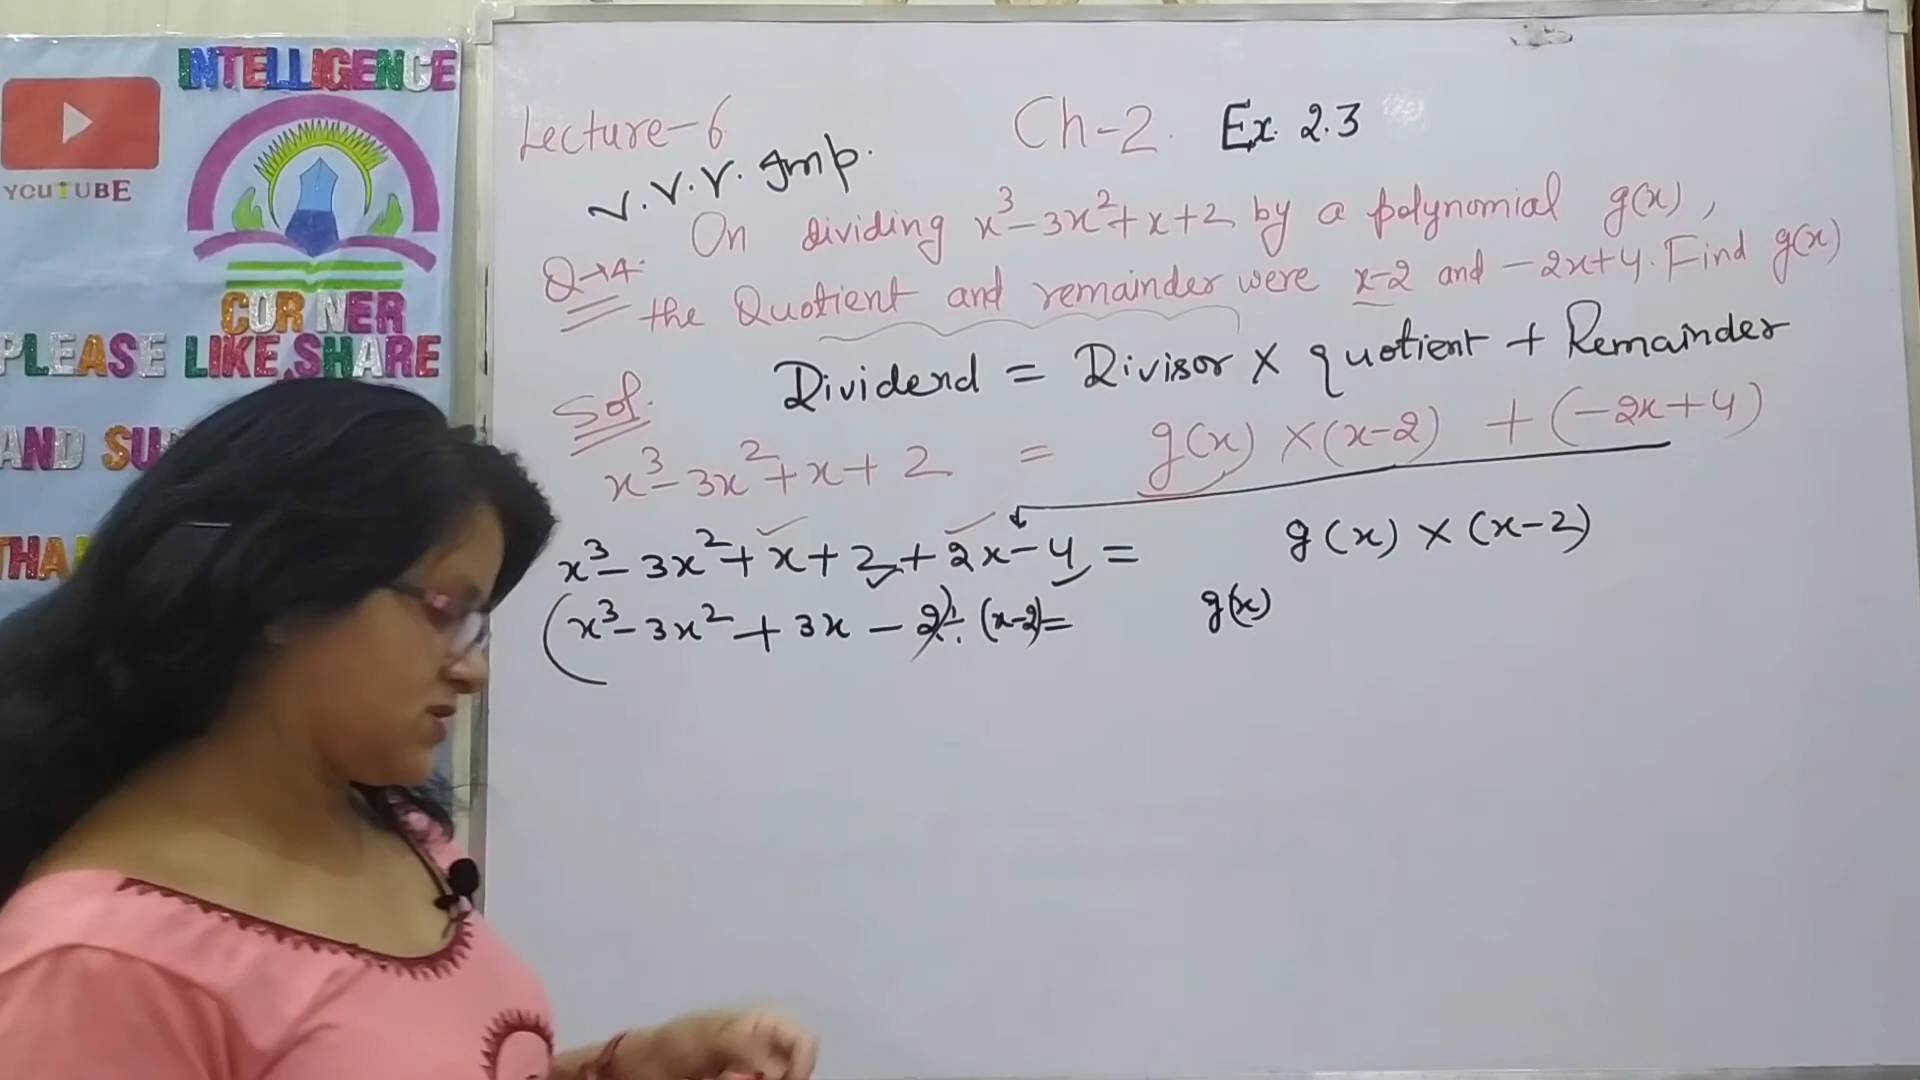 INTELLIGENCE
YOUTUBE
CORNER
PLEASE LIKE,SHARE
AND SU
THA
Lecture-6
Ch-2. Ex. 2.3
V.V.V. Imp.
Q→4. On dividing x³-3x²+x+2 by a polynomial g(x),
the Quotient and remainder were x-2 and -2x+4. Find g(x)
Sol. Dividend = Divisor × quotient + Remainder
x³-3x²+x+2 = g(x) ×(x-2) +(-2x+4)
x³-3x²+x+2+2x-4 = g(x) × (x-2)
(x³-3x²+3x-2)÷(x-2)= g(x)